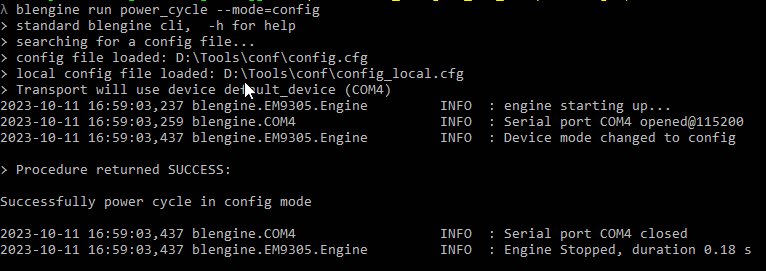 λ blengine run power_cycle --mode=config
> standard blengine cli,  -h for help
> searching for a config file...
> config file loaded: D:\Tools\conf\config.cfg
> local config file loaded: D:\Tools\conf\config_local.cfg
> Transport will use device default_device (COM4)
2023-10-11 16:59:03,237 blengine.EM9305.Engine         INFO  : engine starting up...
2023-10-11 16:59:03,259 blengine.COM4                  INFO  : Serial port COM4 opened@115200
2023-10-11 16:59:03,437 blengine.EM9305.Engine         INFO  : Device mode changed to config
> Procedure returned SUCCESS:
Successfully power cycle in config mode
2023-10-11 16:59:03,437 blengine.COM4                  INFO  : Serial port COM4 closed
2023-10-11 16:59:03,437 blengine.EM9305.Engine         INFO  : Engine Stopped, duration 0.18 s